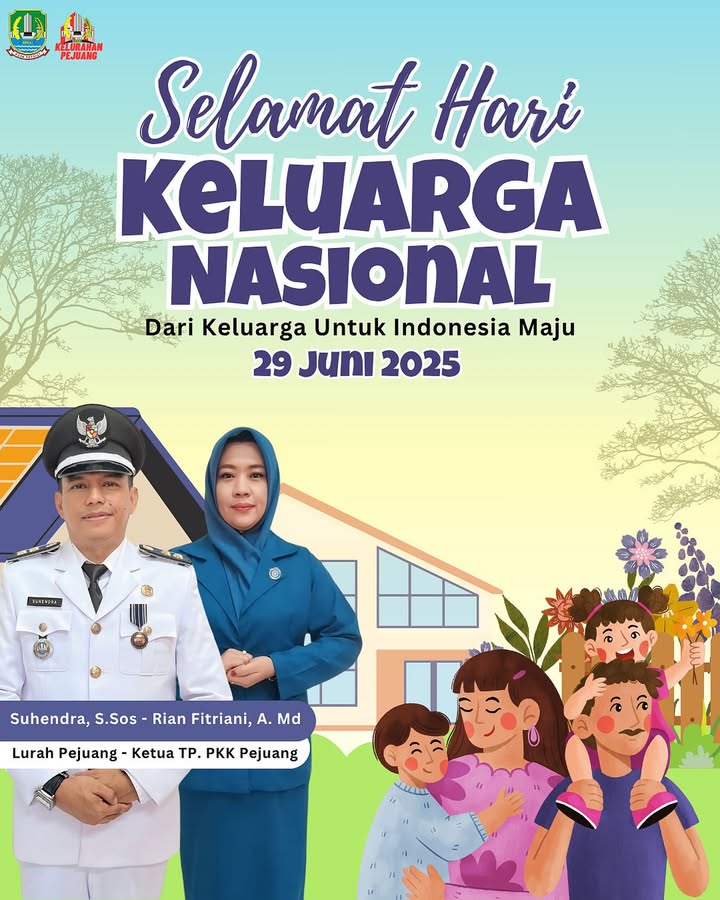 KELURAHAN
PEJUANG
Selamat Hari
KELUARGA
NASIONAL
Dari Keluarga Untuk Indonesia Maju
29 Juni 2025
SUHENDRA
Suhendra, S.Sos - Rian Fitriani, A. Md
Lurah Pejuang - Ketua TP. PKK Pejuang